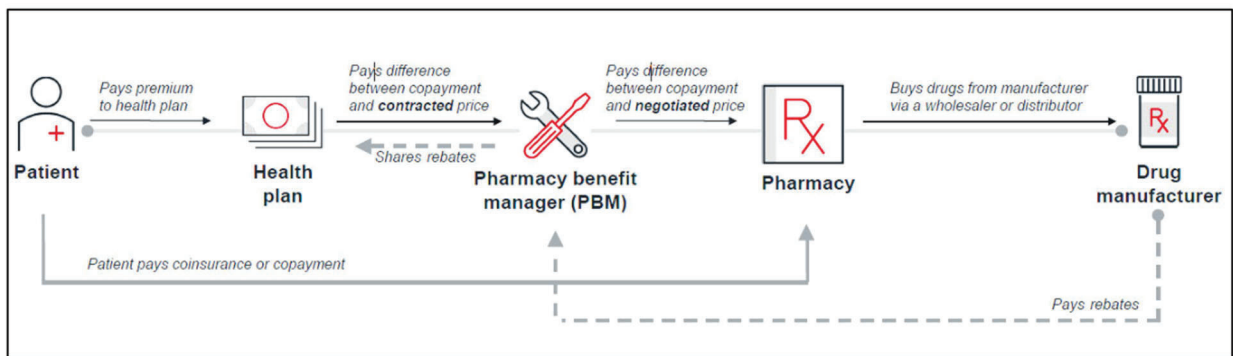 Pays premium
to health plan
Pays difference
between copayment
and contracted price
Pays difference
between copayment
and negotiated price
Buys drugs from manufacturer
via a wholesaler or distributor
Rx
Rx
Shares rebates
Patient
Health
plan
Pharmacy benefit
manager (PBM)
Pharmacy
Drug
manufacturer
Patient pays coinsurance or copayment
Pays rebates